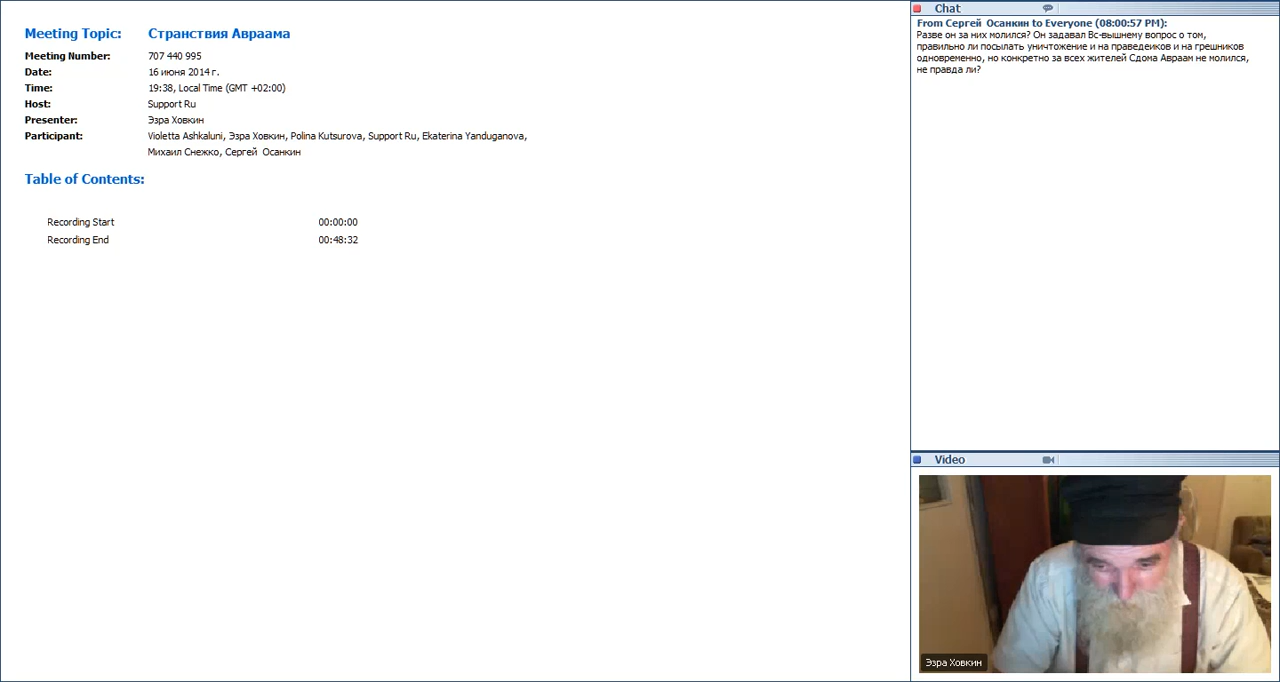 Meeting Topic: Странствия Авраама
Meeting Number: 707 440 995
Date: 16 июня 2014 г.
Time: 19:38, Local Time (GMT +02:00)
Host: Support Ru
Presenter: Эзра Ховкин
Participant: Violetta Ashkaluni, Эзра Ховкин, Polina Kutsurova, Support Ru, Ekaterina Yanduganova,
Михаил Снежко, Сергей Осанкин
Table of Contents:
Recording Start 00:00:00
Recording End 00:48:32
Chat
From Сергей Осанкин to Everyone (08:00:57 PM):
Разве он за них молился? Он задавал Вс-вышнему вопрос о том,
правильно ли посылать уничтожение и на праведеиков и на грешников
одновременно, но конкретно за всех жителей Сдома Авраам не молился,
не правда ли?
Video
Эзра Ховкин